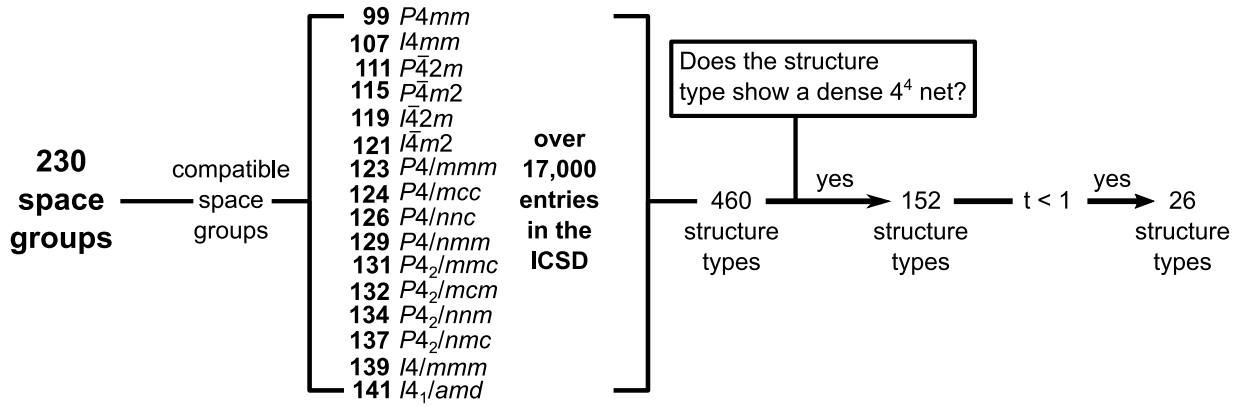 230
space
groups
compatible
space
groups
99 P4mm
107 I4mm
111 P4̅2m
115 P4̅m2
119 I4̅2m
121 I4̅m2
123 P4/mmm
124 P4/mcc
126 P4/nnc
129 P4/nmm
131 P4₂/mmc
132 P4₂/mcm
134 P4₂/nnm
137 P4₂/nmc
139 I4/mmm
141 I4₁/amd
over
17,000
entries
in the
ICSD
Does the structure
type show a dense 4⁴ net?
460
structure
types
yes
152
structure
types
t < 1
yes
26
structure
types